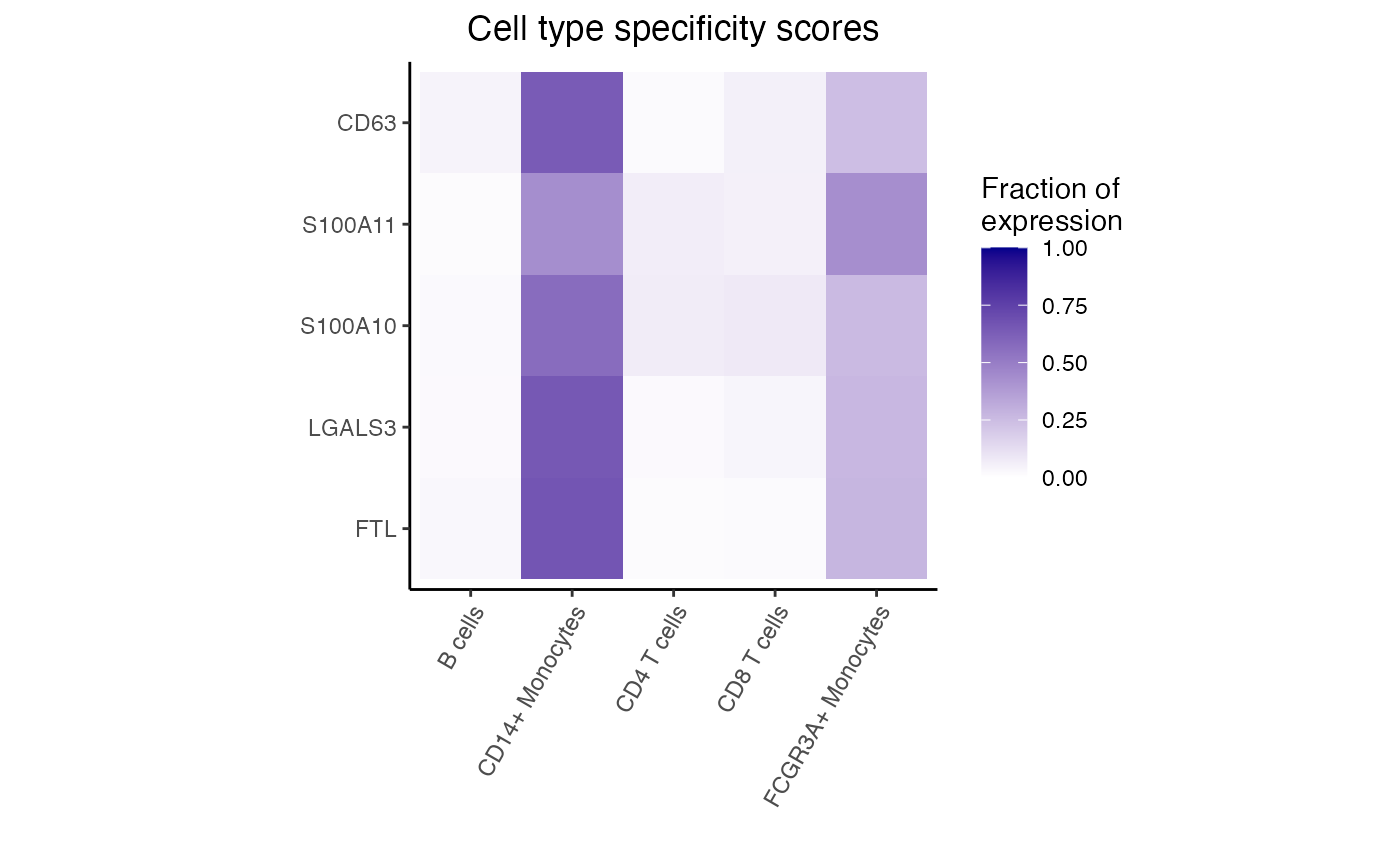 Cell type specificity scores
CD63
S100A11
S100A10
LGALS3
FTL
B cells
CD14+ Monocytes
CD4 T cells
CD8 T cells
FCGR3A+ Monocytes
Fraction of
expression
1.00
0.75
0.50
0.25
0.00